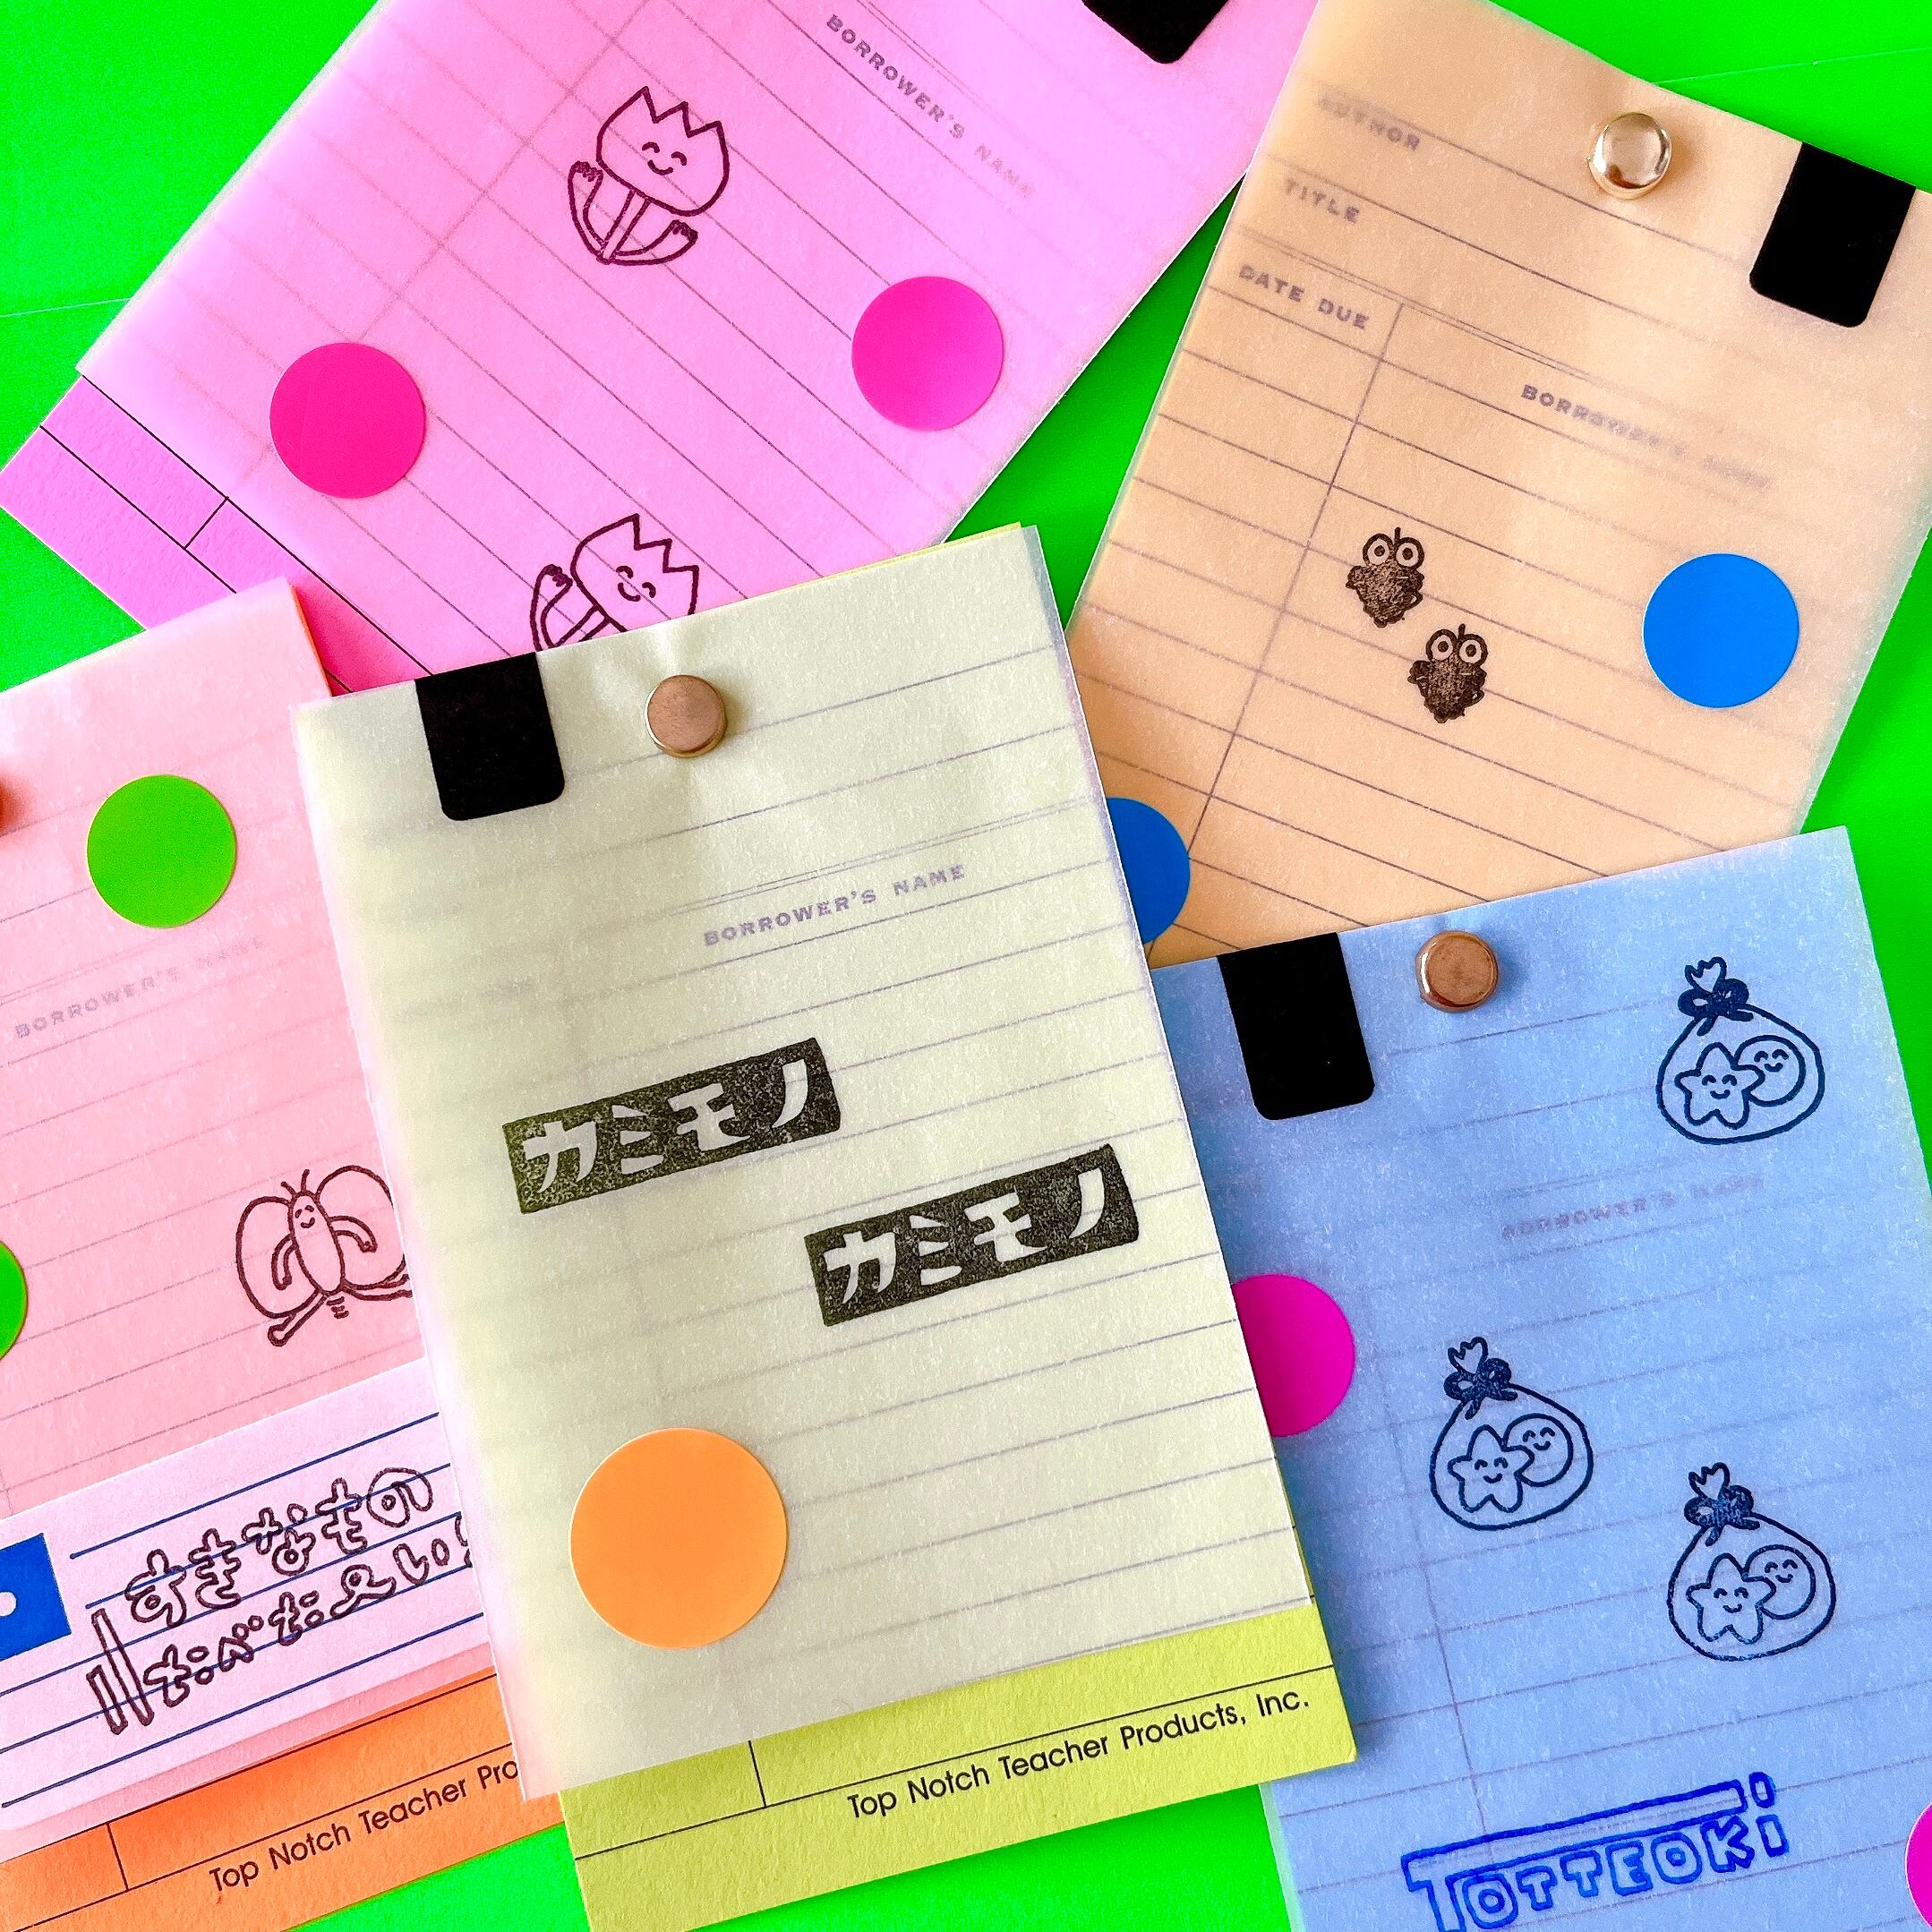 BORROWER'S NAME
AUTHOR
TITLE
DATE DUE
BORROWER'S NAME
BORROWER'S NAME
BORROWER'S NAME
カミモノ
カミモノ
BORROWER'S NAME
すきなもの
たべたい
Top Notch Teacher Products, Inc.
Top Notch Teacher Pro
TOTTEOKI